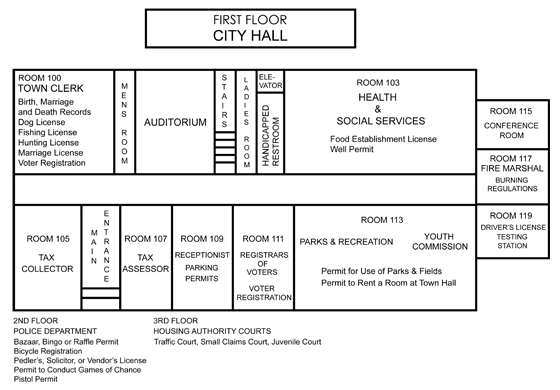 FIRST FLOOR
CITY HALL
ROOM 100
TOWN CLERK
Birth, Marriage
and Death Records
Dog License
Fishing License
Hunting License
Marriage License
Voter Registration
MENS ROOM
AUDITORIUM
STAIRS
LADIES ROOM
ELE-
VATOR
HANDICAPPED
RESTROOM
ROOM 103
HEALTH
&
SOCIAL SERVICES
Food Establishment License
Well Permit
ROOM 115
CONFERENCE
ROOM
ROOM 117
FIRE MARSHAL
BURNING
REGULATIONS
ROOM 119
DRIVER'S LICENSE
TESTING
STATION
ROOM 105
TAX
COLLECTOR
MAIN
ENTRANCE
ROOM 107
TAX
ASSESSOR
ROOM 109
RECEPTIONIST
PARKING
PERMITS
ROOM 111
REGISTRARS
OF
VOTERS
VOTER
REGISTRATION
ROOM 113
PARKS & RECREATION
YOUTH
COMMISSION
Permit for Use of Parks & Fields
Permit to Rent a Room at Town Hall
2ND FLOOR
POLICE DEPARTMENT
Bazaar, Bingo or Raffle Permit
Bicycle Registration
Pedler's, Solicitor, or Vendor's License
Permit to Conduct Games of Chance
Pistol Permit
3RD FLOOR
HOUSING AUTHORITY COURTS
Traffic Court, Small Claims Court, Juvenile Court